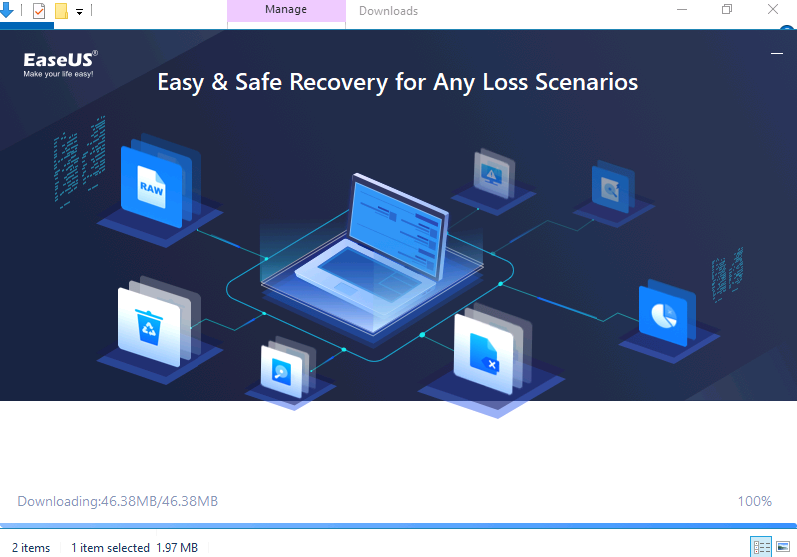 Manage
Downloads
EaseUS®
Make your life easy!
Easy & Safe Recovery for Any Loss Scenarios
RAW
Downloading:46.38MB/46.38MB
100%
2 items
1 item selected 1.97 MB